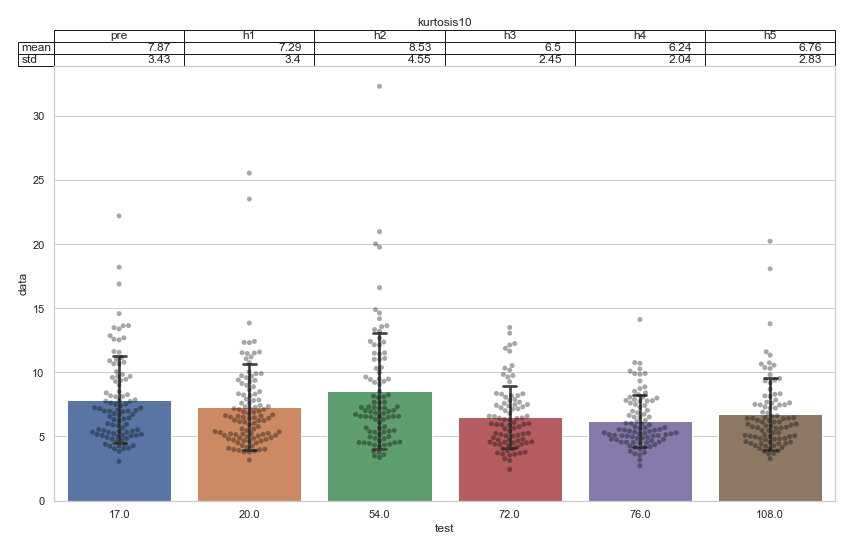 kurtosis10
pre h1 h2 h3 h4 h5
mean 7.87 7.29 8.53 6.5 6.24 6.76
std 3.43 3.4 4.55 2.45 2.04 2.83
30
25
20
15
10
5
0
data
17.0 20.0 54.0 72.0 76.0 108.0
test